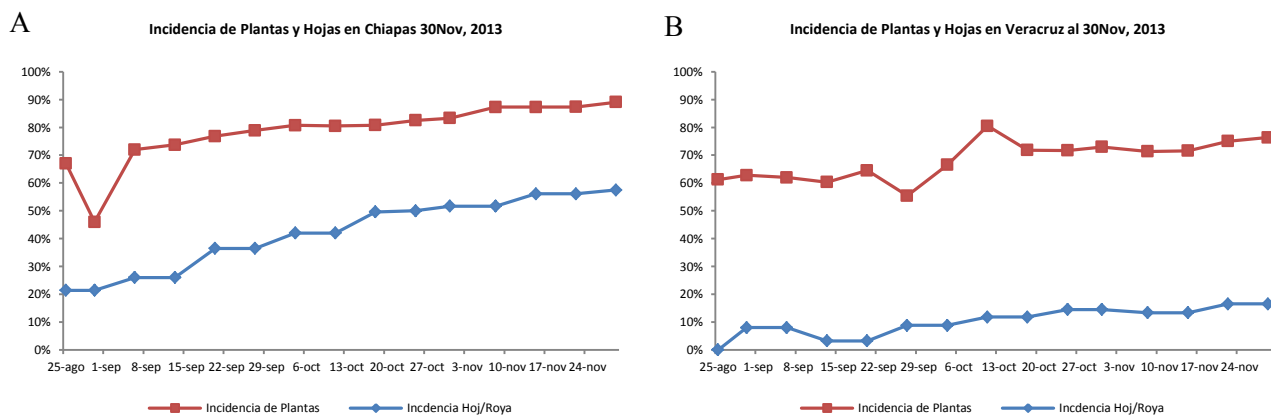 A
Incidencia de Plantas y Hojas en Chiapas 30Nov, 2013
100%
90%
80%
70%
60%
50%
40%
30%
20%
10%
0%
25-ago 1-sep 8-sep 15-sep 22-sep 29-sep 6-oct 13-oct 20-oct 27-oct 3-nov 10-nov 17-nov 24-nov
Incidencia de Plantas Incdencia Hoj/Roya
B
Incidencia de Plantas y Hojas en Veracruz al 30Nov, 2013
100%
90%
80%
70%
60%
50%
40%
30%
20%
10%
0%
25-ago 1-sep 8-sep 15-sep 22-sep 29-sep 6-oct 13-oct 20-oct 27-oct 3-nov 10-nov 17-nov 24-nov
Incidencia de Plantas Incdencia Hoj/Roya